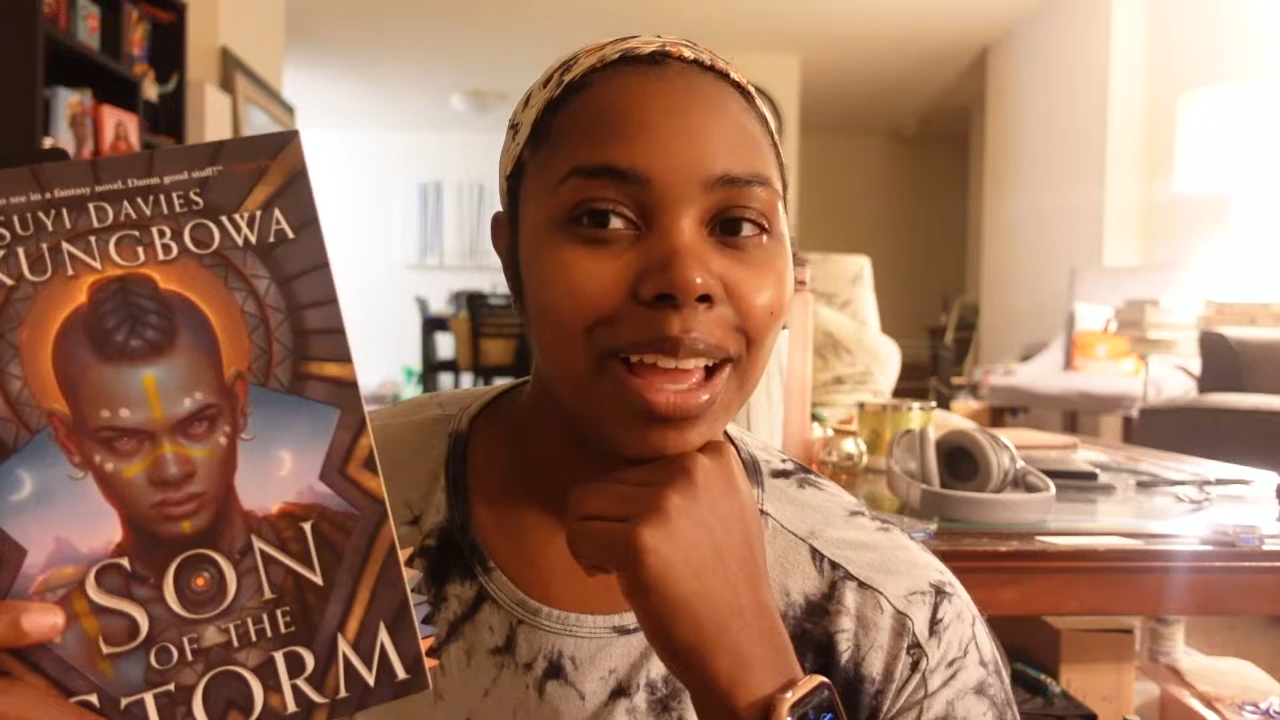 see in a fantasy novel. Damn good stuff!"
SUYI DAVIES
KUNGBOWA
SON
OF THE
STORM